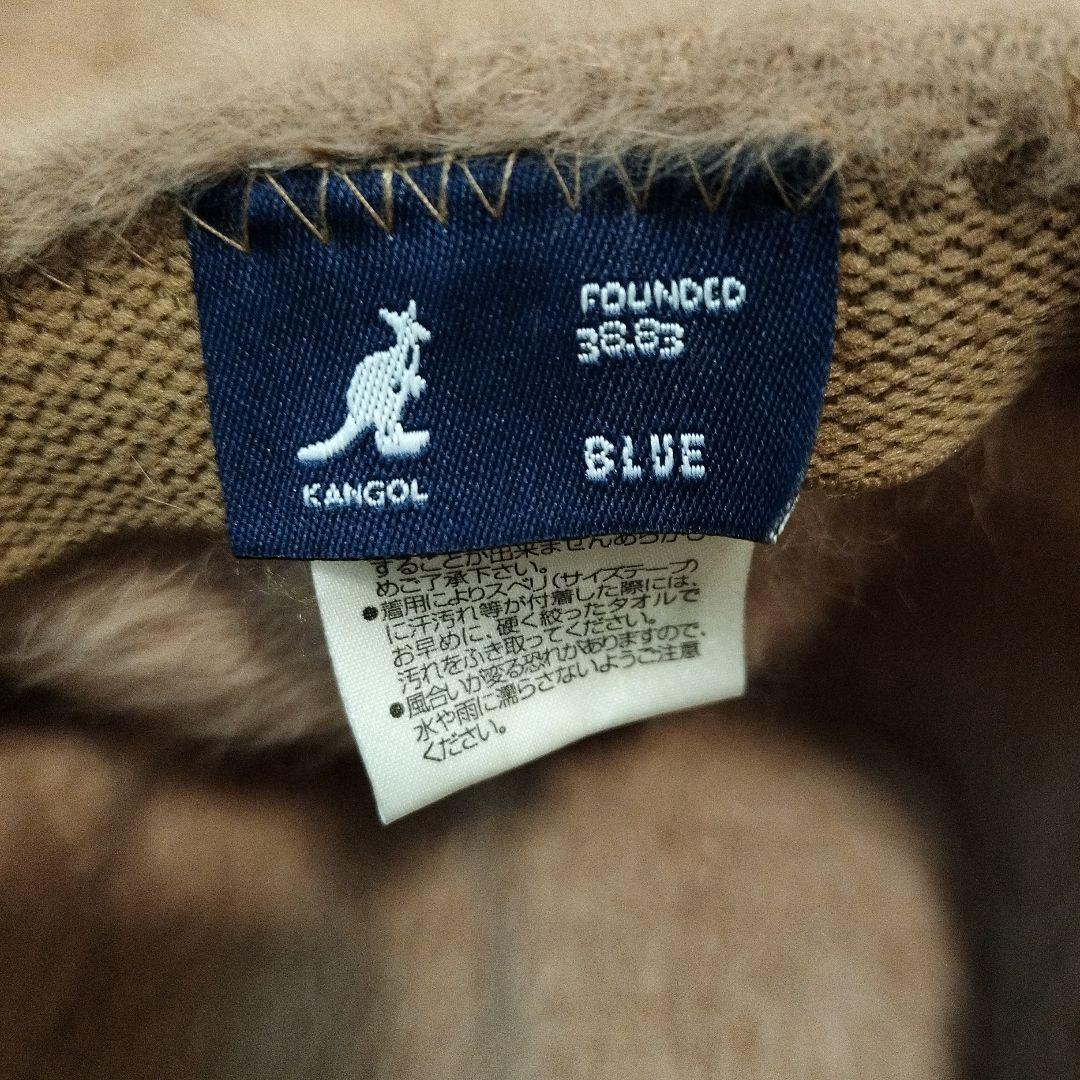 FOUNDED
38.83
BLUE
KANGOL
することが出来ませんあらかじ
めご了承下さい。
●着用によりスベリ(サイズテープ)
に汗汚れ等が付着した際には、
お早めに、硬く絞ったタオルで
汚れをふき取ってください。
●風合いが変る恐れがありますので、
水や雨に濡らさないようご注意
ください。